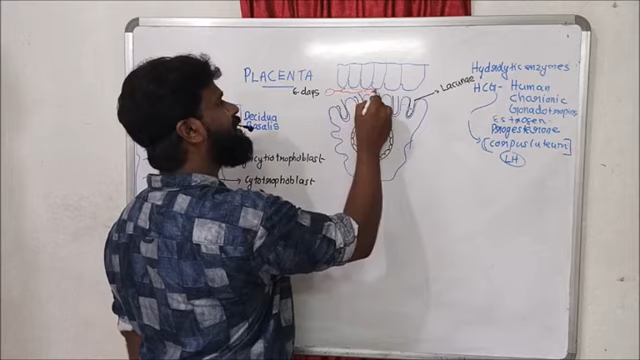 PLACENTA
6 days
Decidua
Basalis
cytiotrophoblast
cytotrophoblast
Lacunae
Hydrolytic enzymes
HCG - Human
Chorionic
Gonadotropins
Estrogen
Progesterone
[corpus luteum]
LH